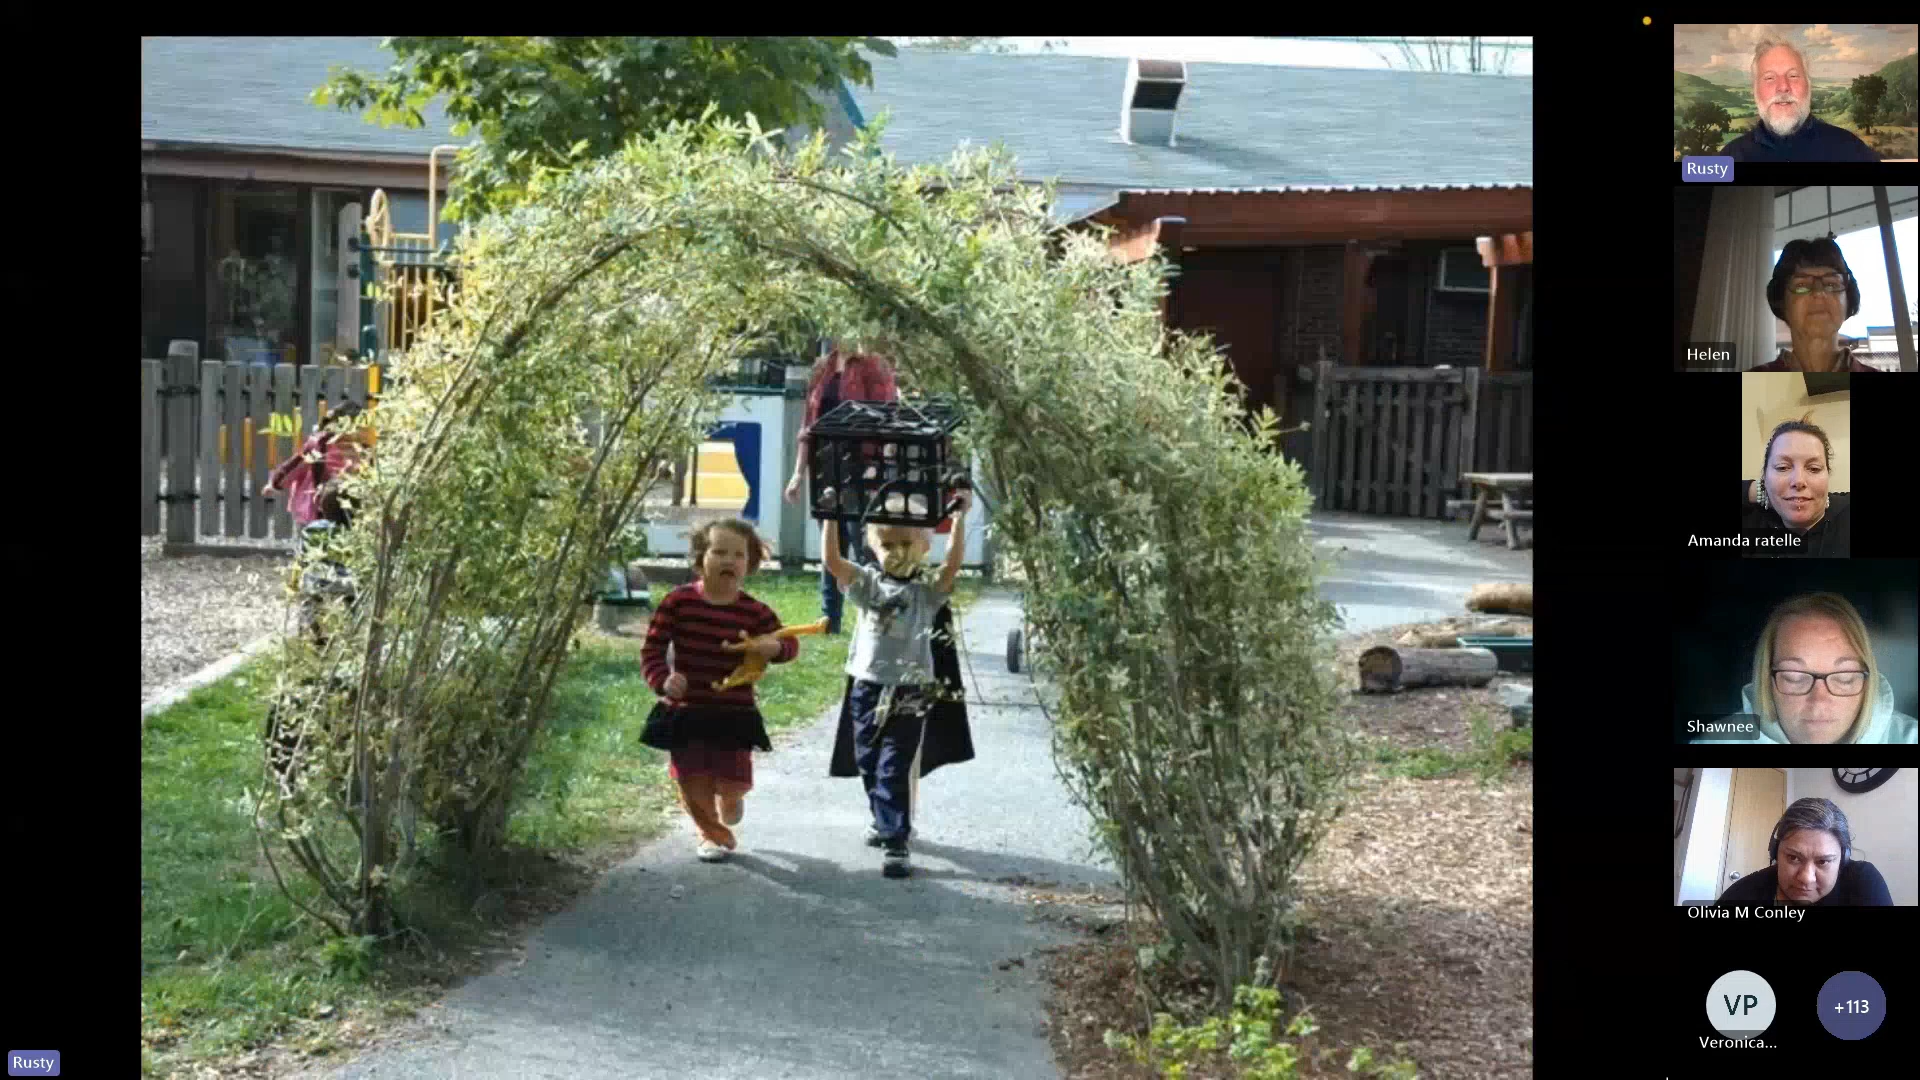 Rusty
Helen
Amanda ratelle
Shawnee
Olivia M Conley
VP
+113
Veronica...
Rusty